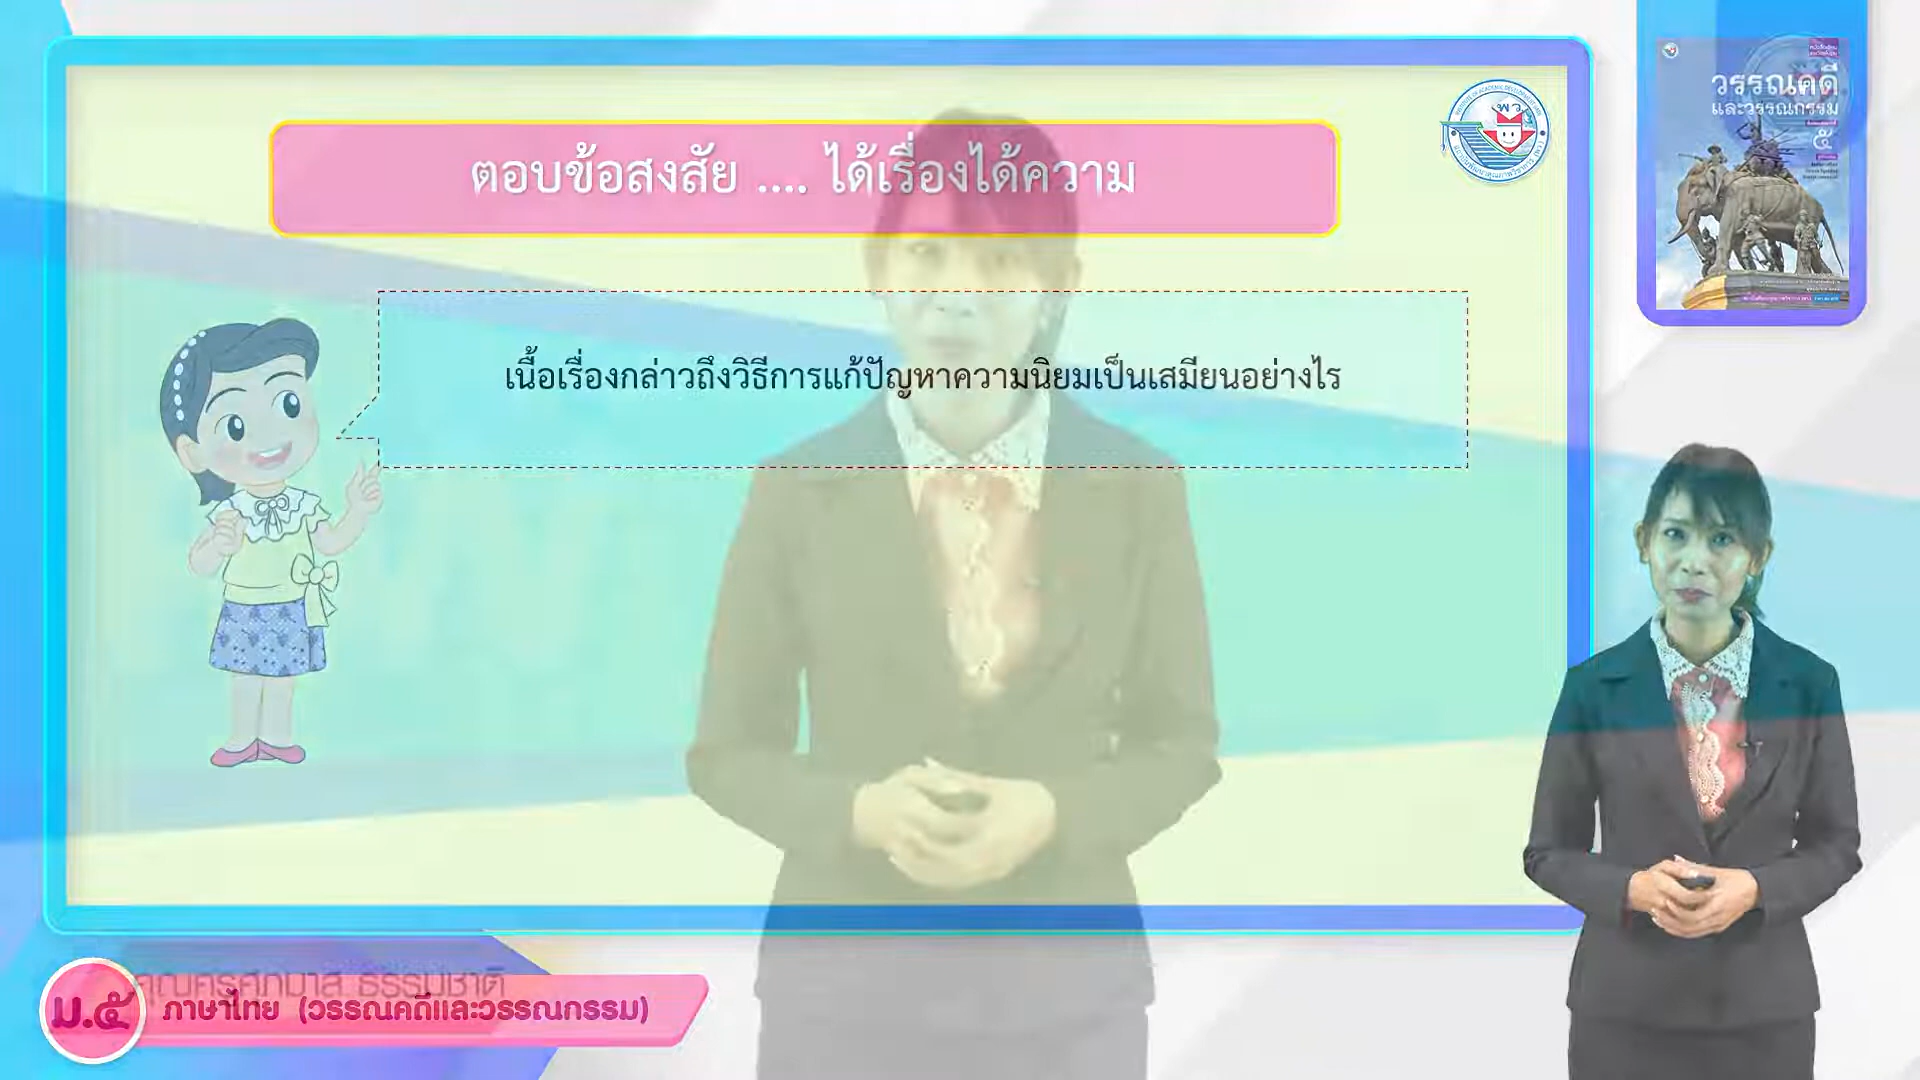 ตอบข้อสงสัย .... ได้เรื่องได้ความ
เนื้อเรื่องกล่าวถึงวิธีการแก้ปัญหาความนิยมเป็นเสมียนอย่างไร
วรรณคดี
และวรรณกรรม
๕
พว
ม.๕
ภาษาไทย (วรรณคดีและวรรณกรรม)